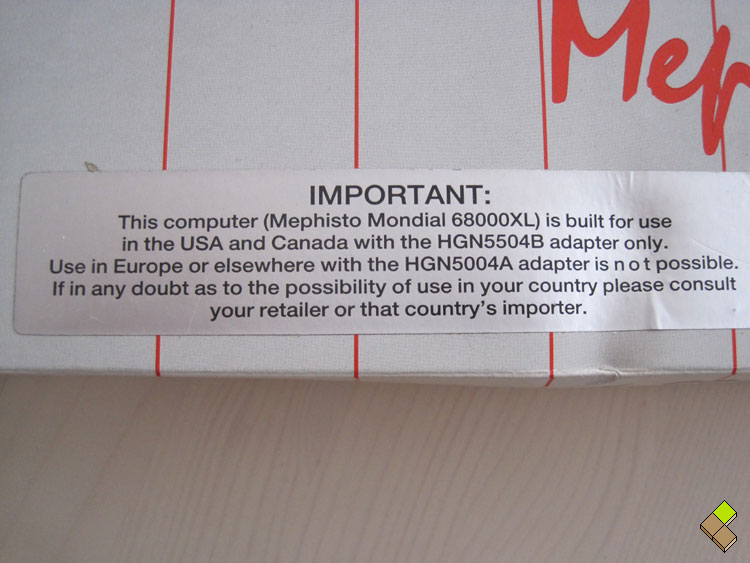 Mep
IMPORTANT:
This computer (Mephisto Mondial 68000XL) is built for use
in the USA and Canada with the HGN5504B adapter only.
Use in Europe or elsewhere with the HGN5004A adapter is n o t possible.
If in any doubt as to the possibility of use in your country please consult
your retailer or that country's importer.